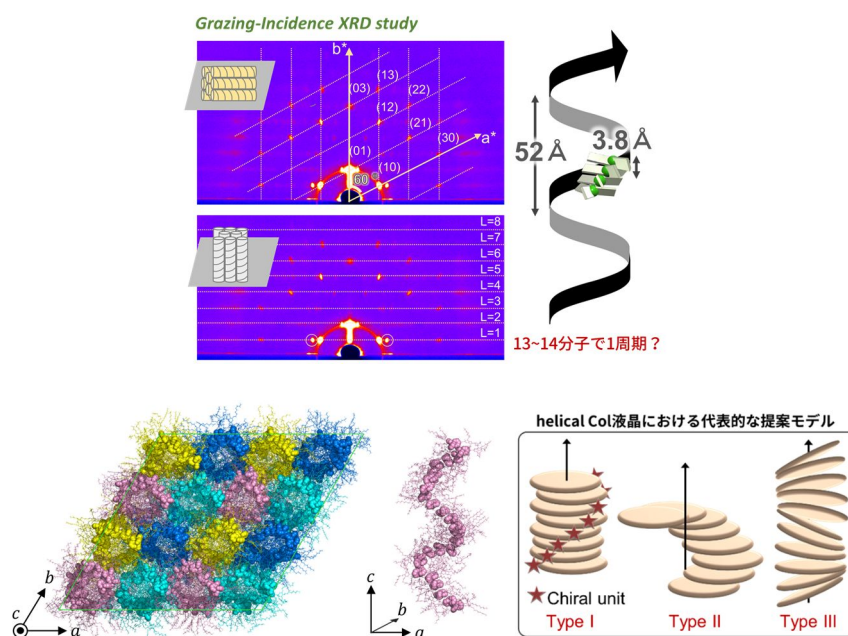 Grazing-Incidence XRD study
b*
(13)
(03)
(22)
(12)
(21)
(30)
a*
(01)
(10)
60°
52 Å
3.8 Å
L=8
L=7
L=6
L=5
L=4
L=3
L=2
L=1
13~14分子で1周期？
helical Col液晶における代表的な提案モデル
Chiral unit
Type I
Type II
Type III
b
c
a
c
b
a